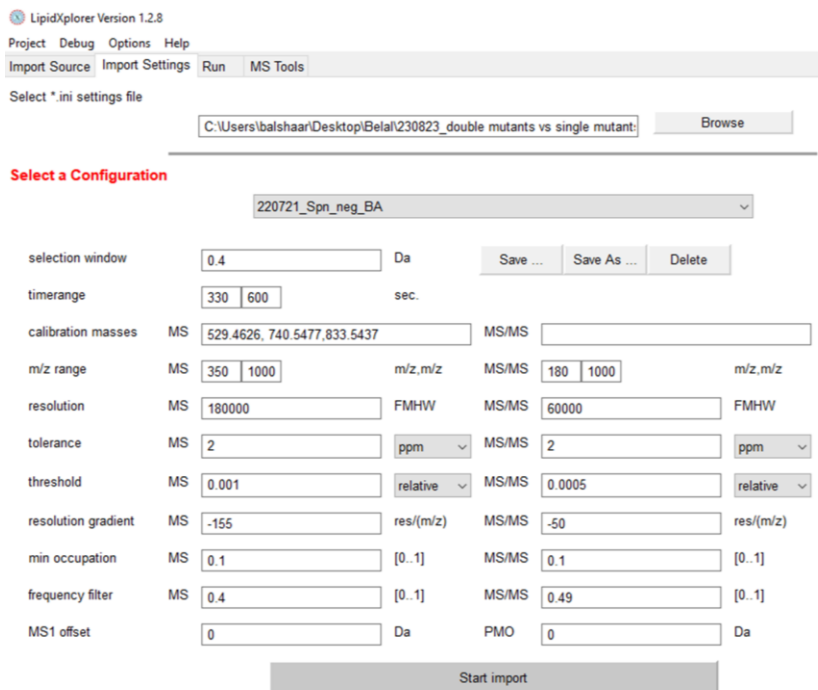 LipidXplorer Version 1.2.8
Project Debug Options Help
Import Source Import Settings Run MS Tools
Select *.ini settings file
C:\Users\balshaar\Desktop\Belal\230823_double mutants vs single mutant: Browse
Select a Configuration
220721_Spn_neg_BA
selection window 0.4 Da Save ... Save As ... Delete
timerange 330 600 sec.
calibration masses MS 529.4626, 740.5477,833.5437 MS/MS
m/z range MS 350 1000 m/z,m/z MS/MS 180 1000 m/z,m/z
resolution MS 180000 FMHW MS/MS 60000 FMHW
tolerance MS 2 ppm MS/MS 2 ppm
threshold MS 0.001 relative MS/MS 0.0005 relative
resolution gradient MS -155 res/(m/z) MS/MS -50 res/(m/z)
min occupation MS 0.1 [0..1] MS/MS 0.1 [0..1]
frequency filter MS 0.4 [0..1] MS/MS 0.49 [0..1]
MS1 offset 0 Da PMO 0 Da
Start import